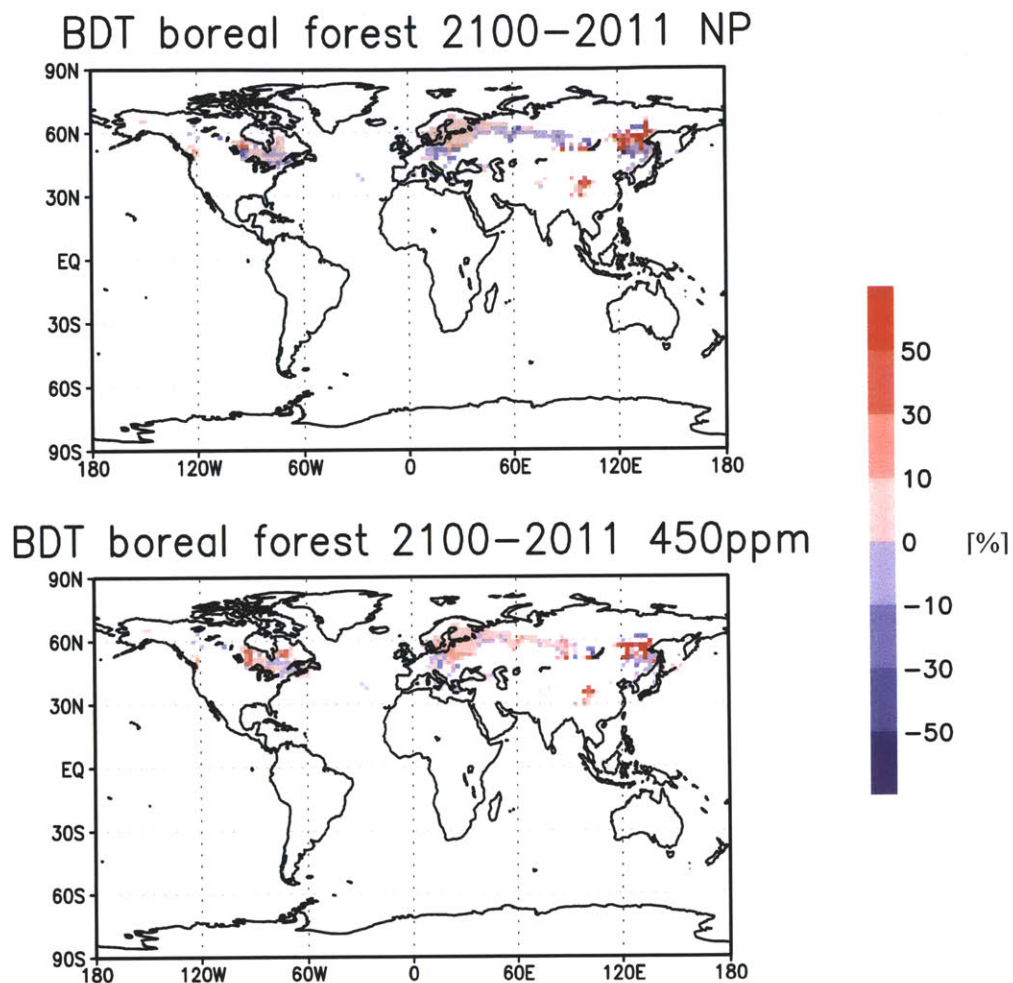 BDT boreal forest 2100-2011 NP
90N
60N
30N
EQ
30S
60S
90S
180 120W 60W 0 60E 120E 180
BDT boreal forest 2100-2011 450ppm
90N
60N
30N
EQ
30S
60S
90S
180 120W 60W 0 60E 120E 180
50
30
10
0 [%]
-10
-30
-50